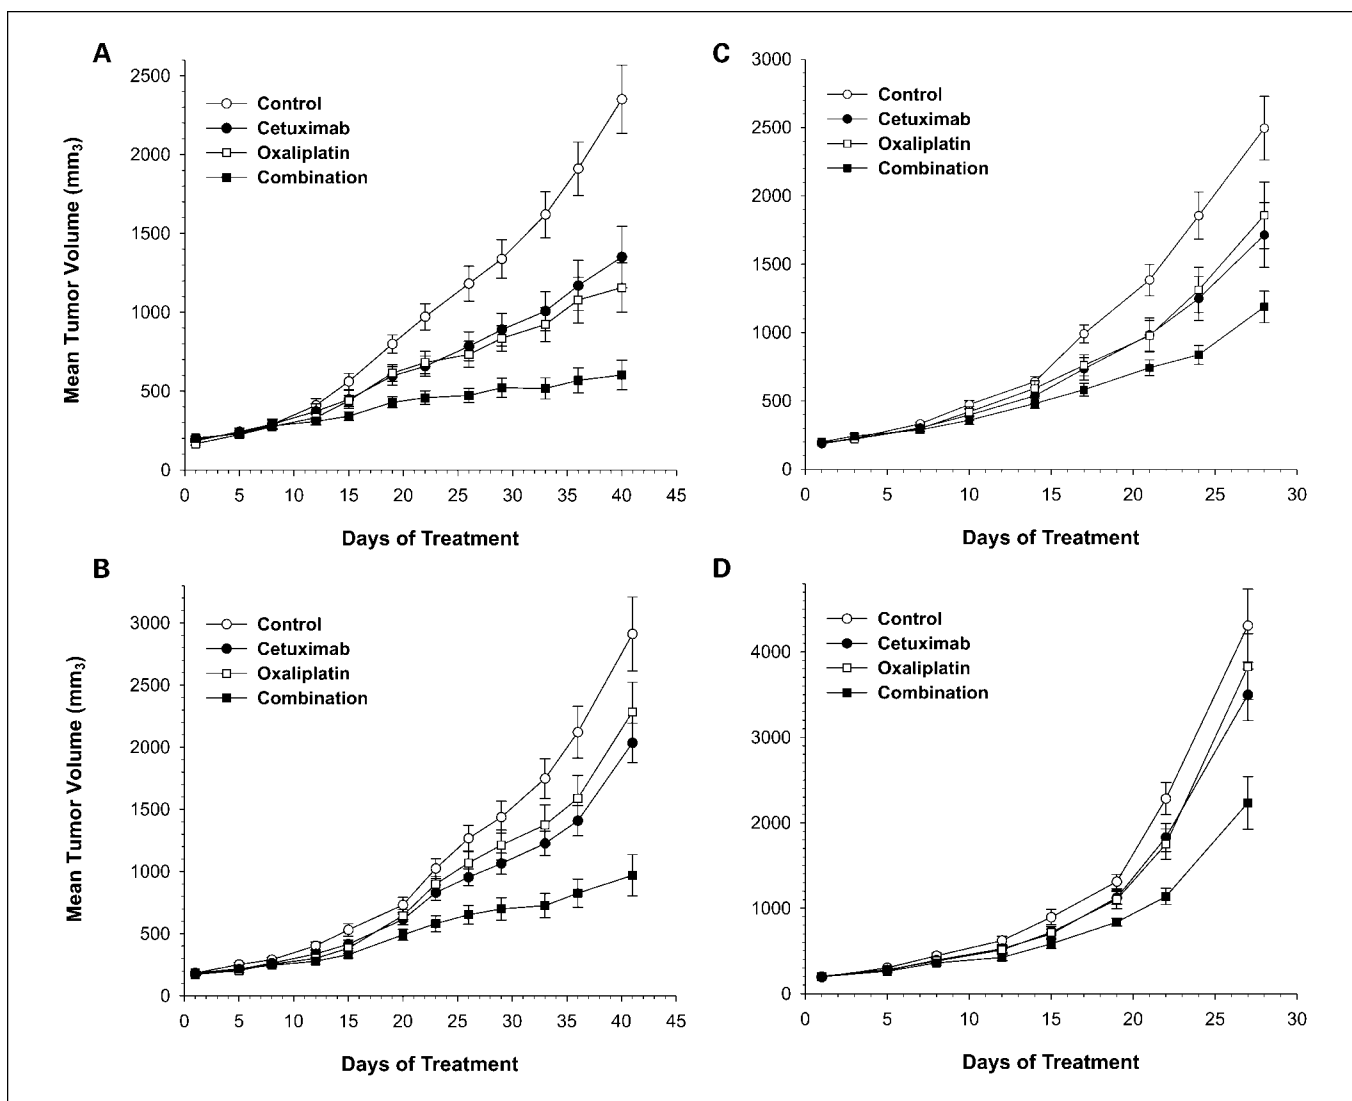 A
Mean Tumor Volume (mm3)
2500
2000
1500
1000
500
0
Control
Cetuximab
Oxaliplatin
Combination
0 5 10 15 20 25 30 35 40 45
Days of Treatment
C
3000
2500
2000
1500
1000
500
0
Control
Cetuximab
Oxaliplatin
Combination
0 5 10 15 20 25 30
Days of Treatment
B
Mean Tumor Volume (mm3)
3000
2500
2000
1500
1000
500
0
Control
Cetuximab
Oxaliplatin
Combination
0 5 10 15 20 25 30 35 40 45
Days of Treatment
D
4000
3000
2000
1000
0
Control
Cetuximab
Oxaliplatin
Combination
0 5 10 15 20 25 30
Days of Treatment